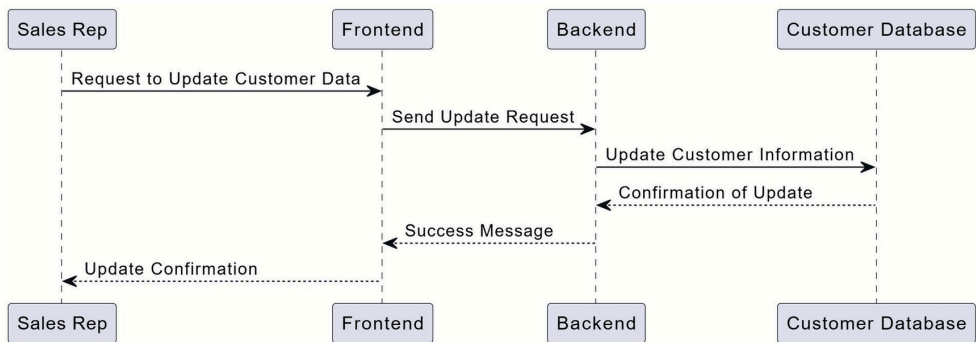 Sales Rep
Frontend
Backend
Customer Database
Request to Update Customer Data
Send Update Request
Update Customer Information
Confirmation of Update
Success Message
Update Confirmation
Sales Rep
Frontend
Backend
Customer Database